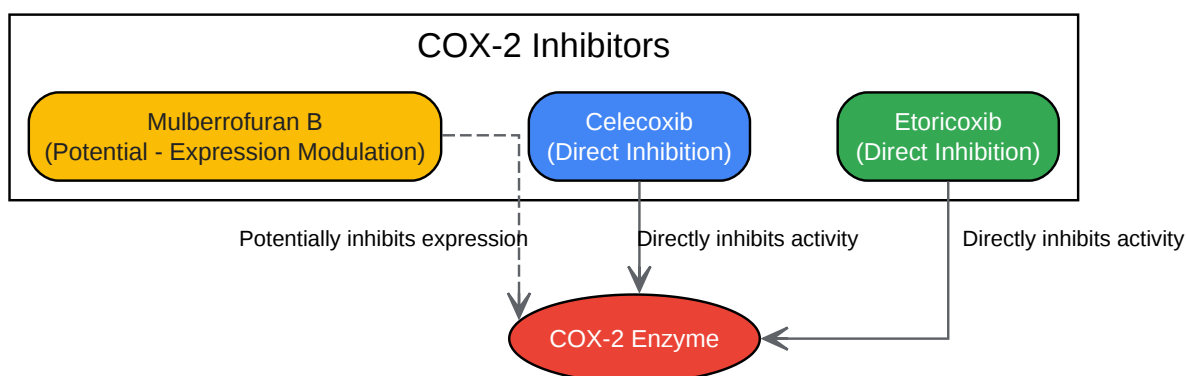 COX-2 Inhibitors
Mulberrofuran B
(Potential - Expression Modulation)
Celecoxib
(Direct Inhibition)
Etoricoxib
(Direct Inhibition)
Potentially inhibits expression
Directly inhibits activity
Directly inhibits activity
COX-2 Enzyme